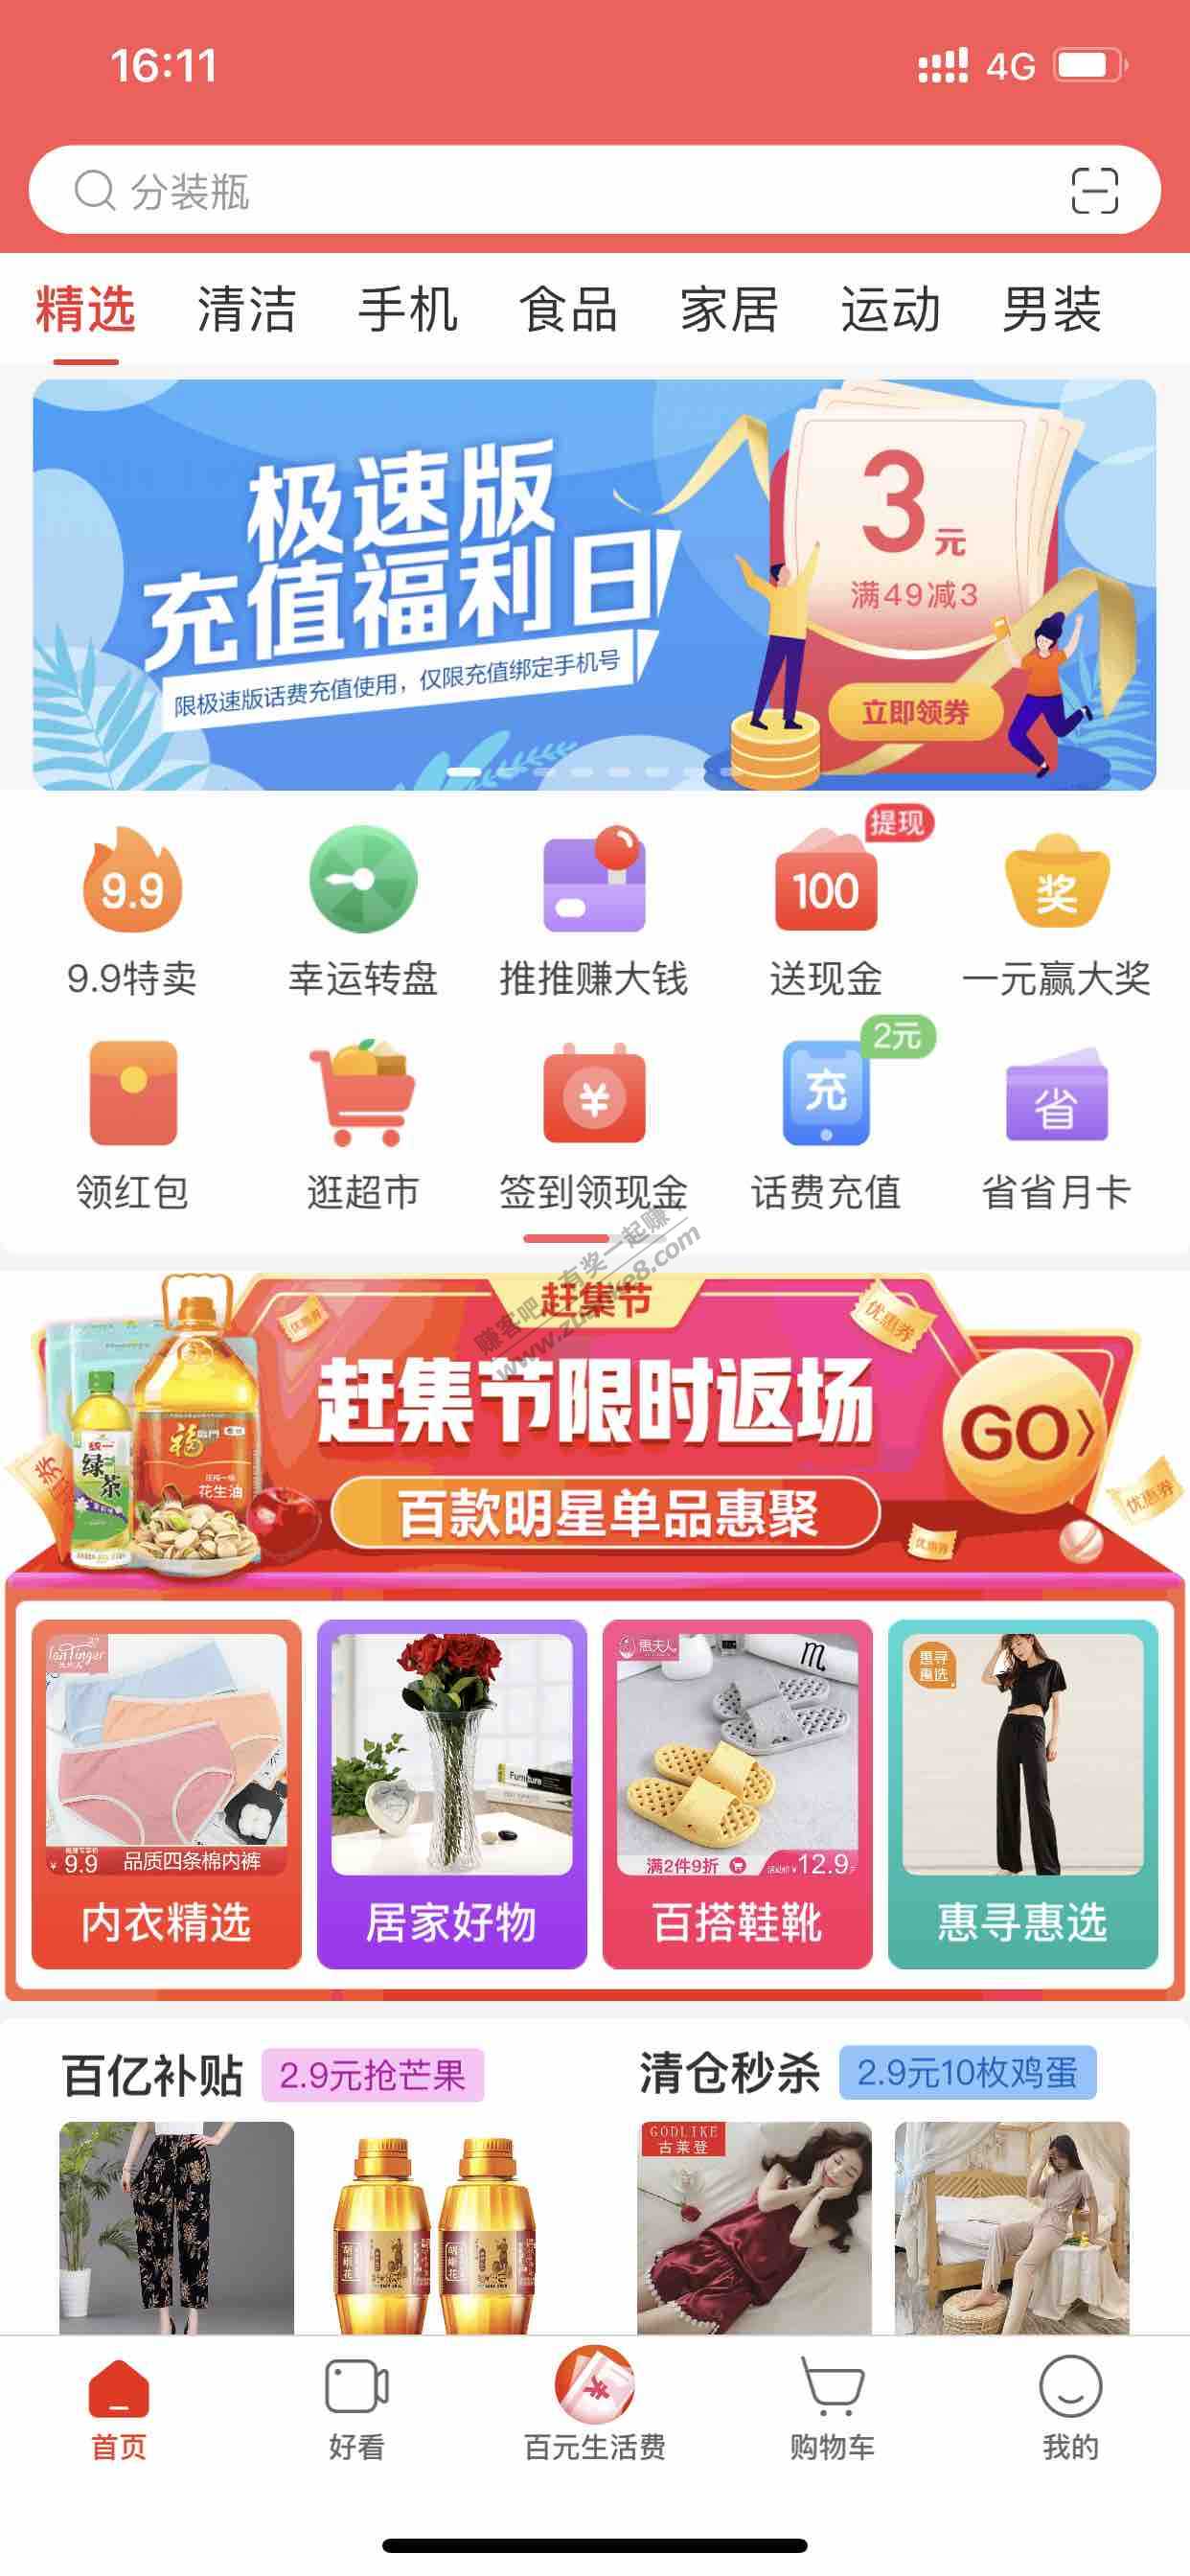 16:11
4G
分装瓶
精选 清洁 手机 食品 家居 运动 男装
极速版
充值福利日
限极速版话费充值使用，仅限充值绑定手机号
3元
满49减3
立即领券
9.9
提现
100
奖
9.9特卖 幸运转盘 推推赚大钱 送现金 一元赢大奖
2元
¥
充
省
领红包 逛超市 签到领现金 话费充值 省省月卡
赚客吧,有奖一起赚!
www.zuanke8.com
赶集节
优惠券
优惠券
赶集节限时返场
GO
百款明星单品惠聚
统一
绿茶
福
花生油
券
优惠券
优惠券
惠夫人
惠寻
惠选
Furniture
¥9.9 品质四条棉内裤
满2件9折
¥12.9
内衣精选 居家好物 百搭鞋靴 惠寻惠选
百亿补贴 2.9元抢芒果
清仓秒杀 2.9元10枚鸡蛋
GODLIKE
古莱登
首页 好看 百元生活费 购物车 我的